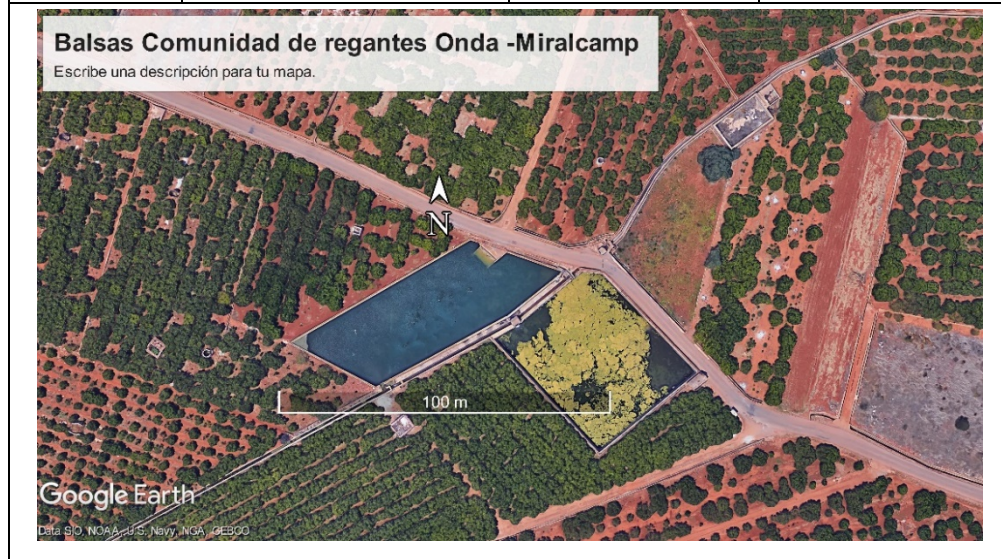 Balsas Comunidad de regantes Onda -Miralcamp
Escribe una descripción para tu mapa.
N
100 m
Google Earth
Data SIO, NOAA, U.S. Navy, NGA, GEBCO